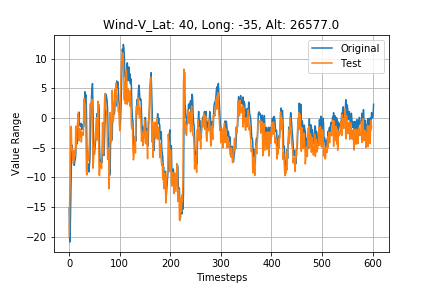 Wind-V_Lat: 40, Long: -35, Alt: 26577.0
Original
Test
10
5
0
−5
−10
−15
−20
Value Range
0 100 200 300 400 500 600
Timesteps